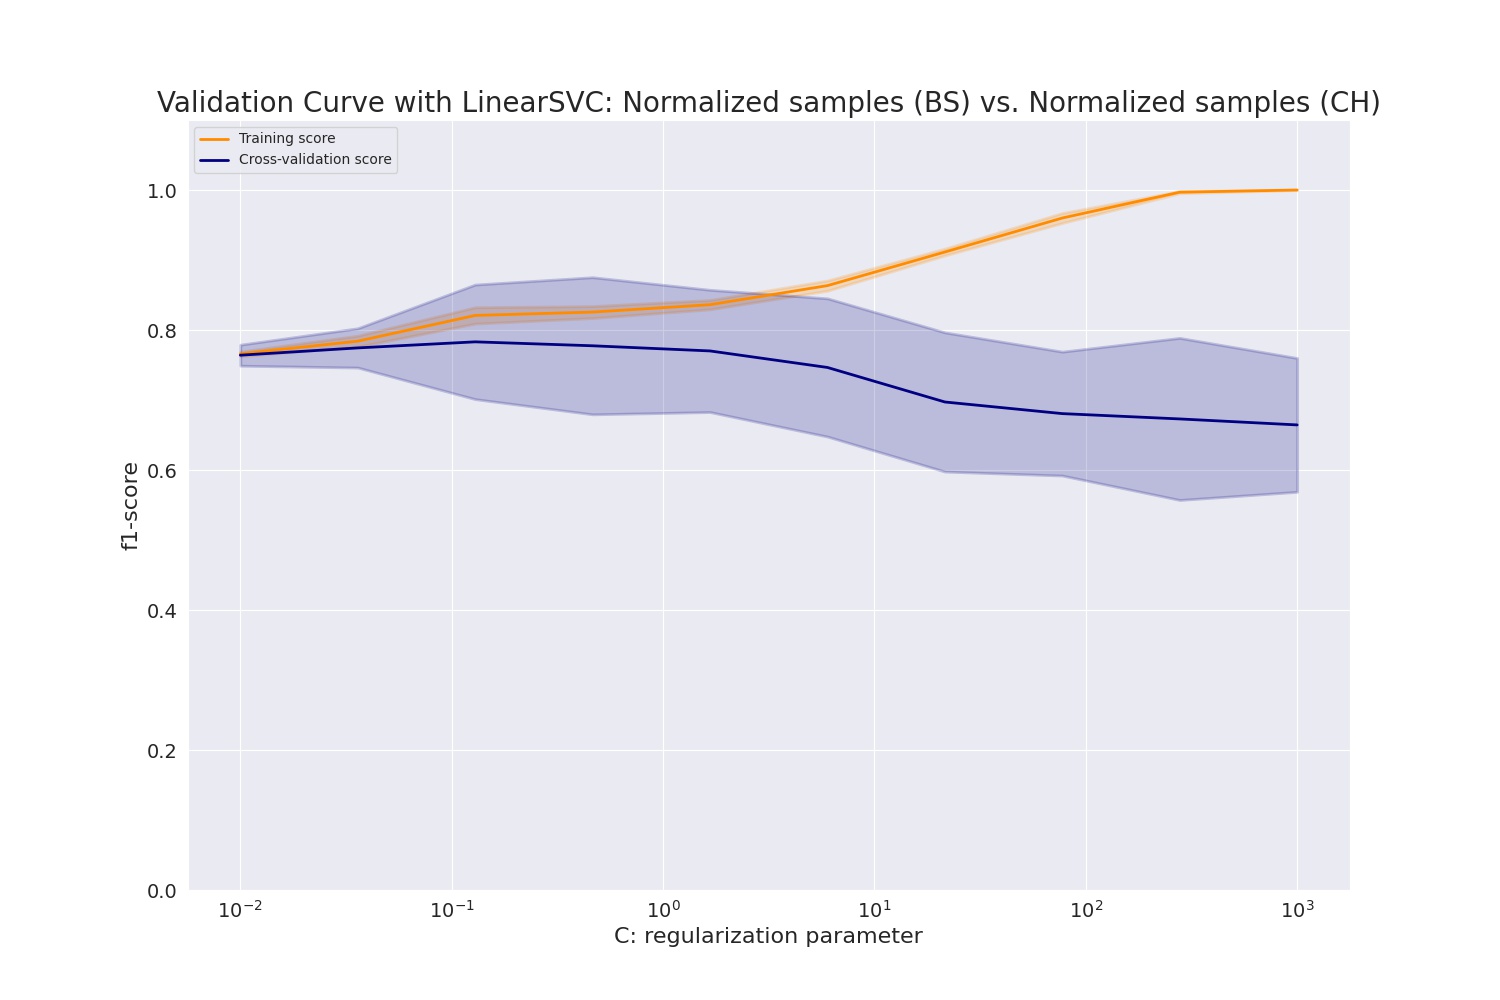 Validation Curve with LinearSVC: Normalized samples (BS) vs. Normalized samples (CH)
Training score
Cross-validation score
1.0
0.8
0.6
0.4
0.2
0.0
f1-score
10⁻² 10⁻¹ 10⁰ 10¹ 10² 10³
C: regularization parameter